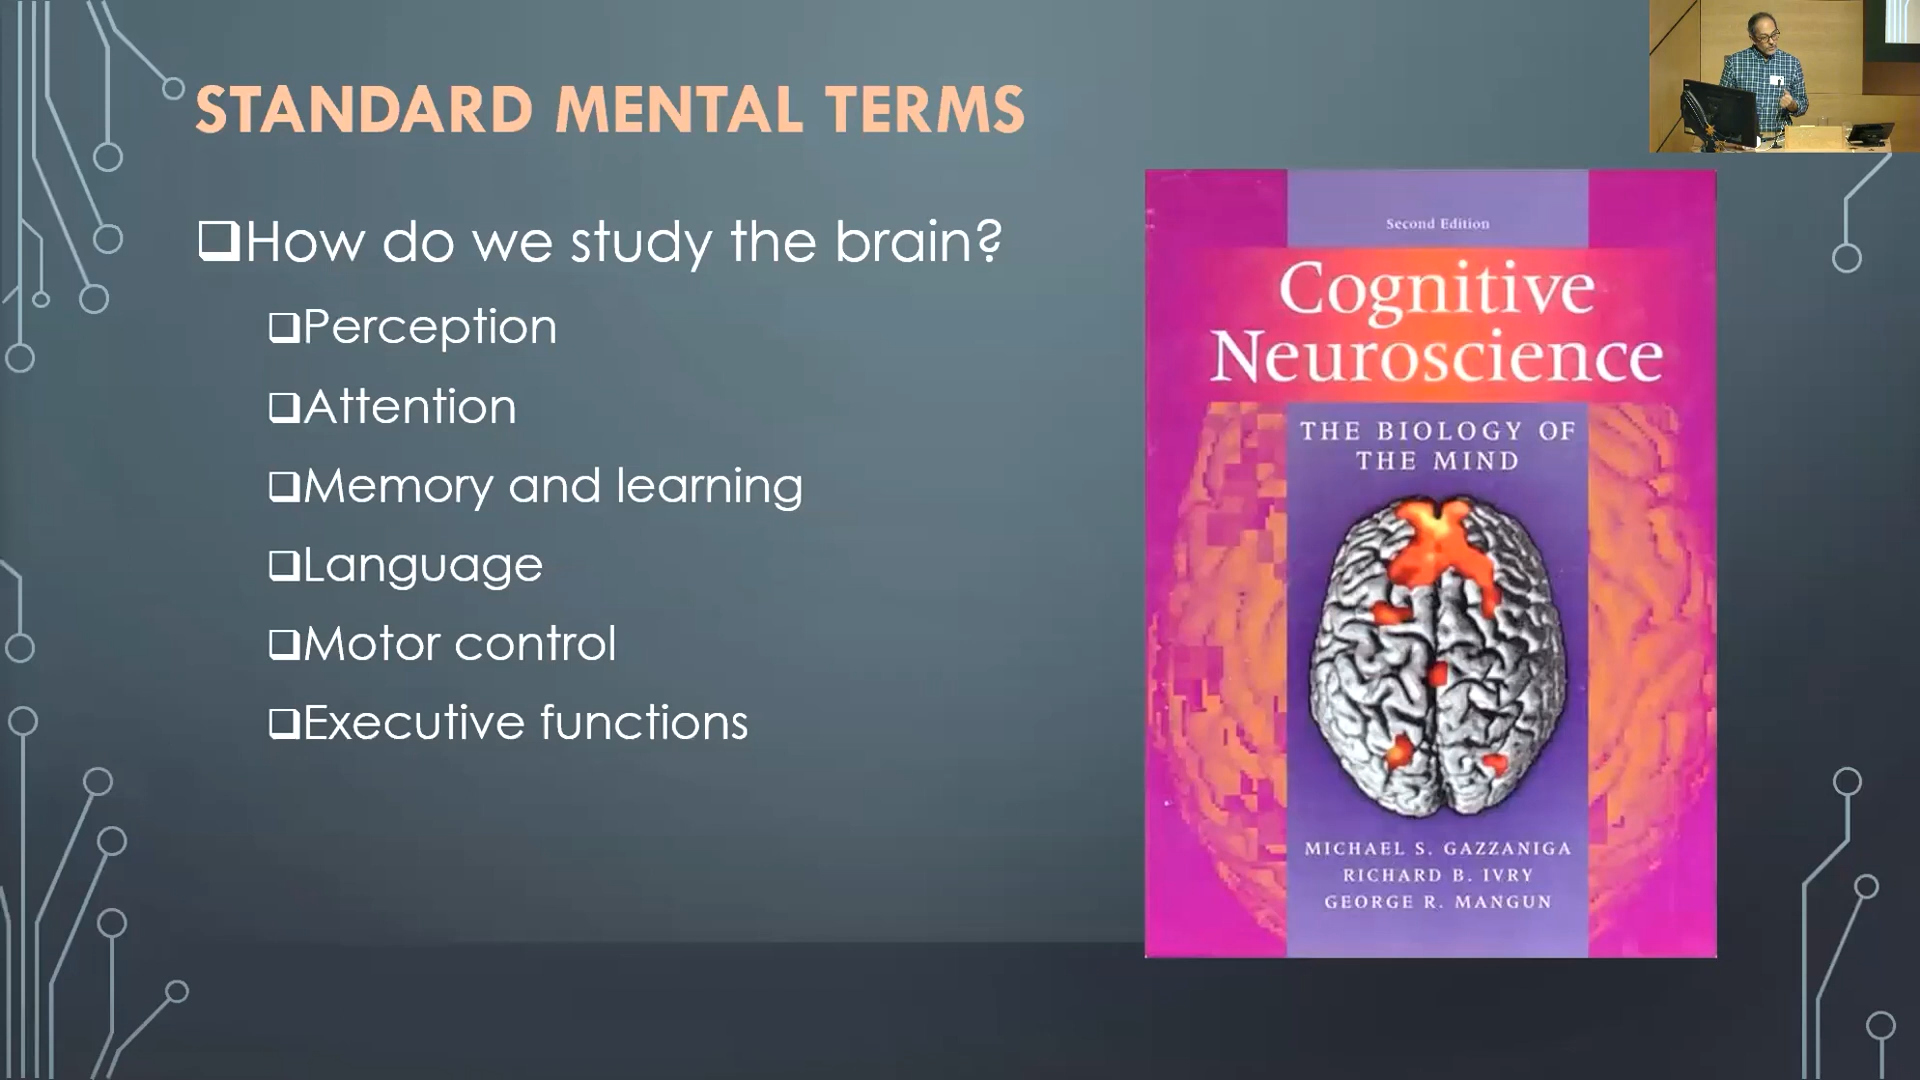 STANDARD MENTAL TERMS
How do we study the brain?
Perception
Attention
Memory and learning
Language
Motor control
Executive functions
Second Edition
Cognitive
Neuroscience
THE BIOLOGY OF
THE MIND
MICHAEL S. GAZZANIGA
RICHARD B. IVRY
GEORGE R. MANGUN